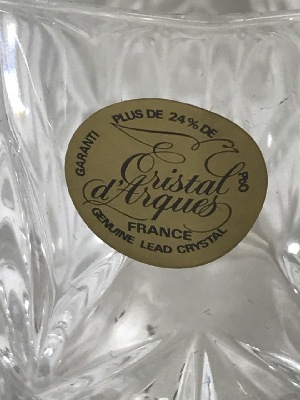 GARANTI PLUS DE 24% DE PbO
Cristal
d'Arques
FRANCE
GENUINE LEAD CRYSTAL